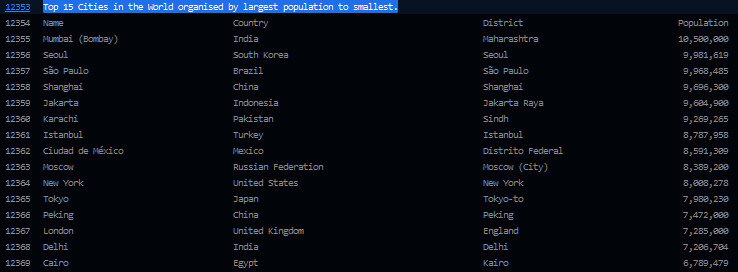 12353 Top 15 Cities in the World organised by largest population to smallest.
12354 Name Country District Population
12355 Mumbai (Bombay) India Maharashtra 10,500,000
12356 Seoul South Korea Seoul 9,981,619
12357 São Paulo Brazil São Paulo 9,968,485
12358 Shanghai China Shanghai 9,696,300
12359 Jakarta Indonesia Jakarta Raya 9,604,900
12360 Karachi Pakistan Sindh 9,269,265
12361 Istanbul Turkey Istanbul 8,787,958
12362 Ciudad de México Mexico Distrito Federal 8,591,309
12363 Moscow Russian Federation Moscow (City) 8,389,200
12364 New York United States New York 8,008,278
12365 Tokyo Japan Tokyo-to 7,980,230
12366 Peking China Peking 7,472,000
12367 London United Kingdom England 7,285,000
12368 Delhi India Delhi 7,206,704
12369 Cairo Egypt Kairo 6,789,479